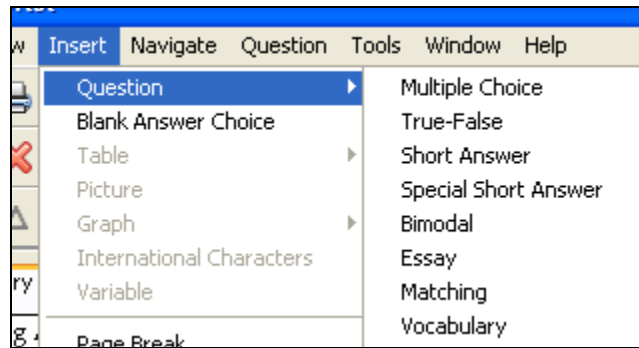 w Insert Navigate Question Tools Window Help
Question
Blank Answer Choice
Table
Picture
Graph
International Characters
Variable
Page Break
Multiple Choice
True-False
Short Answer
Special Short Answer
Bimodal
Essay
Matching
Vocabulary
ry
g